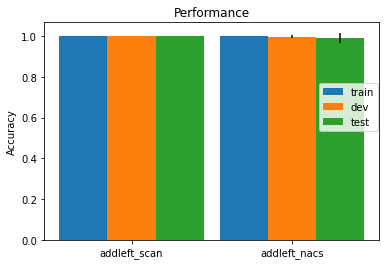 Performance
Accuracy
1.0
0.8
0.6
0.4
0.2
0.0
train
dev
test
addleft_scan
addleft_nacs